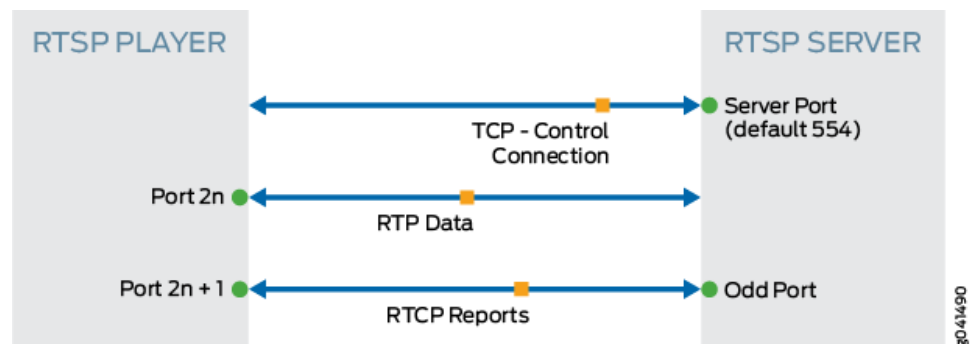 RTSP PLAYER
RTSP SERVER
Server Port
(default 554)
TCP - Control
Connection
Port 2n
RTP Data
Port 2n + 1
Odd Port
RTCP Reports
g041490